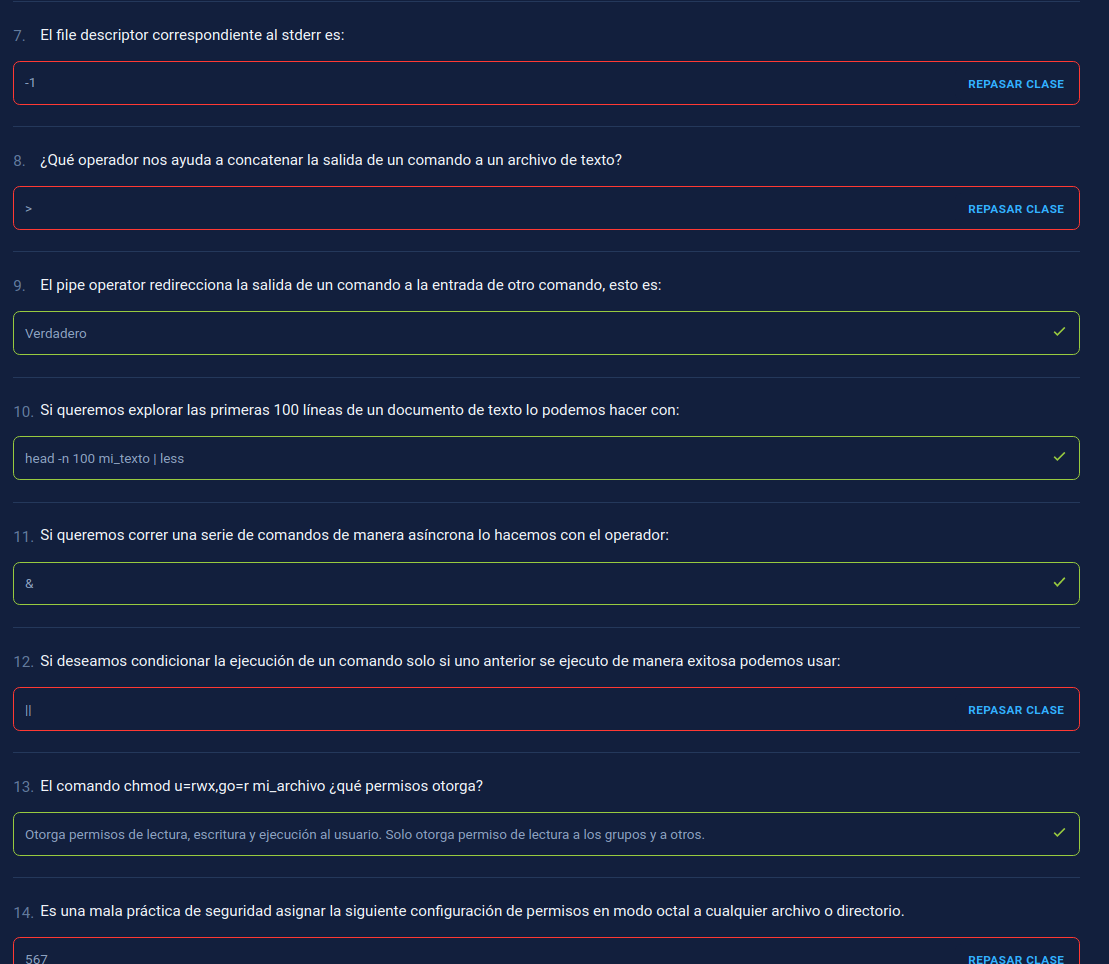 7. El file descriptor correspondiente al stderr es:
-1 REPASAR CLASE
8. ¿Qué operador nos ayuda a concatenar la salida de un comando a un archivo de texto?
> REPASAR CLASE
9. El pipe operator redirecciona la salida de un comando a la entrada de otro comando, esto es:
Verdadero
10. Si queremos explorar las primeras 100 líneas de un documento de texto lo podemos hacer con:
head -n 100 mi_texto | less
11. Si queremos correr una serie de comandos de manera asíncrona lo hacemos con el operador:
&
12. Si deseamos condicionar la ejecución de un comando solo si uno anterior se ejecuto de manera exitosa podemos usar:
|| REPASAR CLASE
13. El comando chmod u=rwx,go=r mi_archivo ¿qué permisos otorga?
Otorga permisos de lectura, escritura y ejecución al usuario. Solo otorga permiso de lectura a los grupos y a otros.
14. Es una mala práctica de seguridad asignar la siguiente configuración de permisos en modo octal a cualquier archivo o directorio.
567 REPASAR CLASE